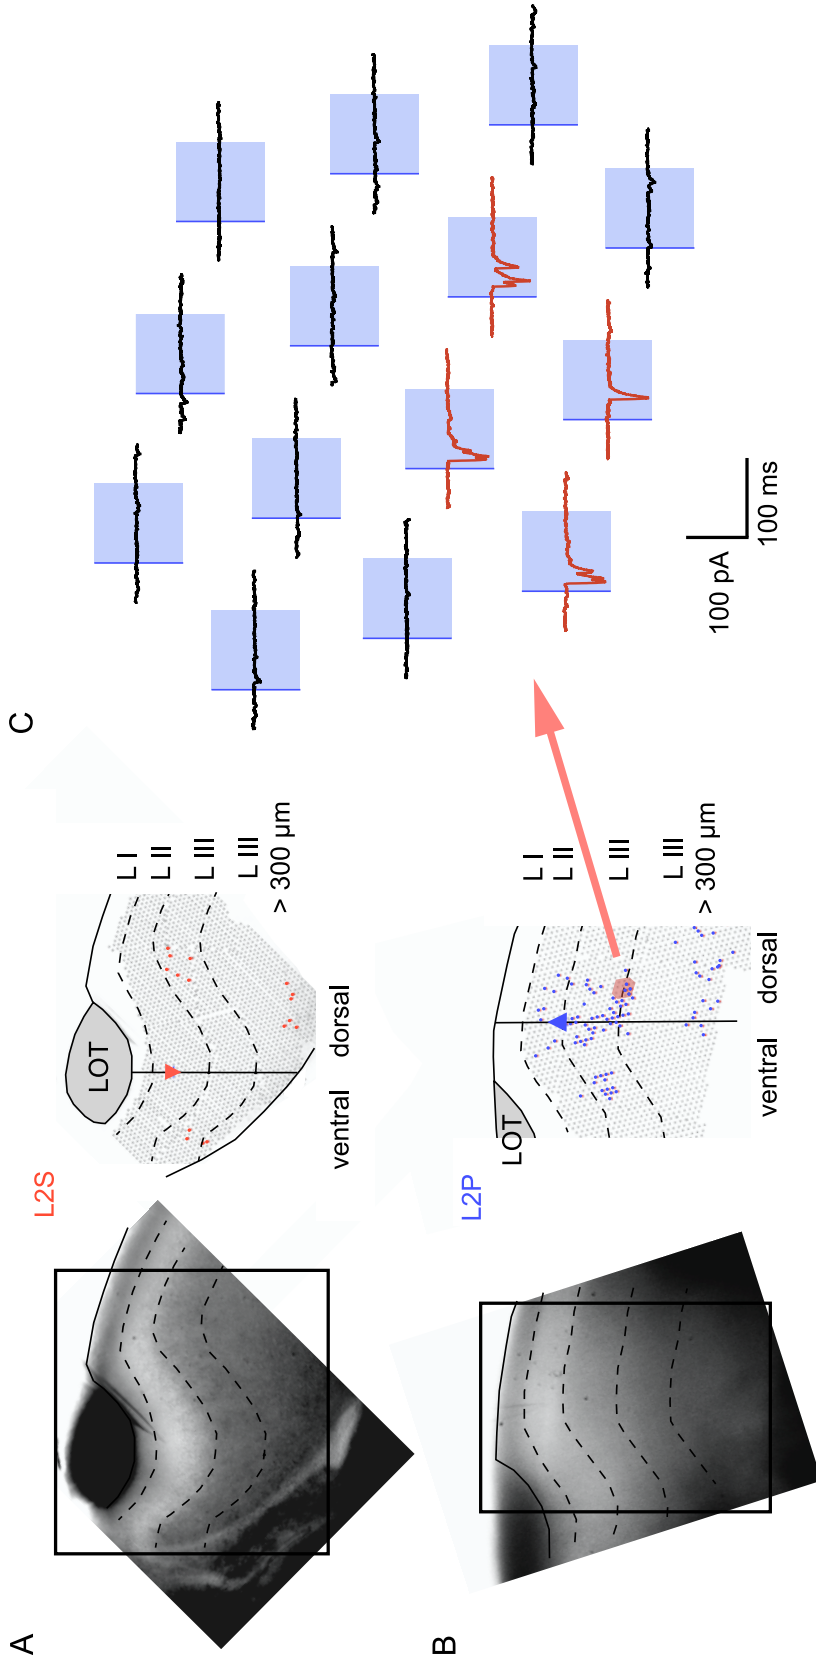 A
L2S
LOT
L I
L II
L III
L III
> 300 µm
ventral
dorsal
B
L2P
LOT
L I
L II
L III
L III
> 300 µm
ventral
dorsal
C
100 pA
100 ms